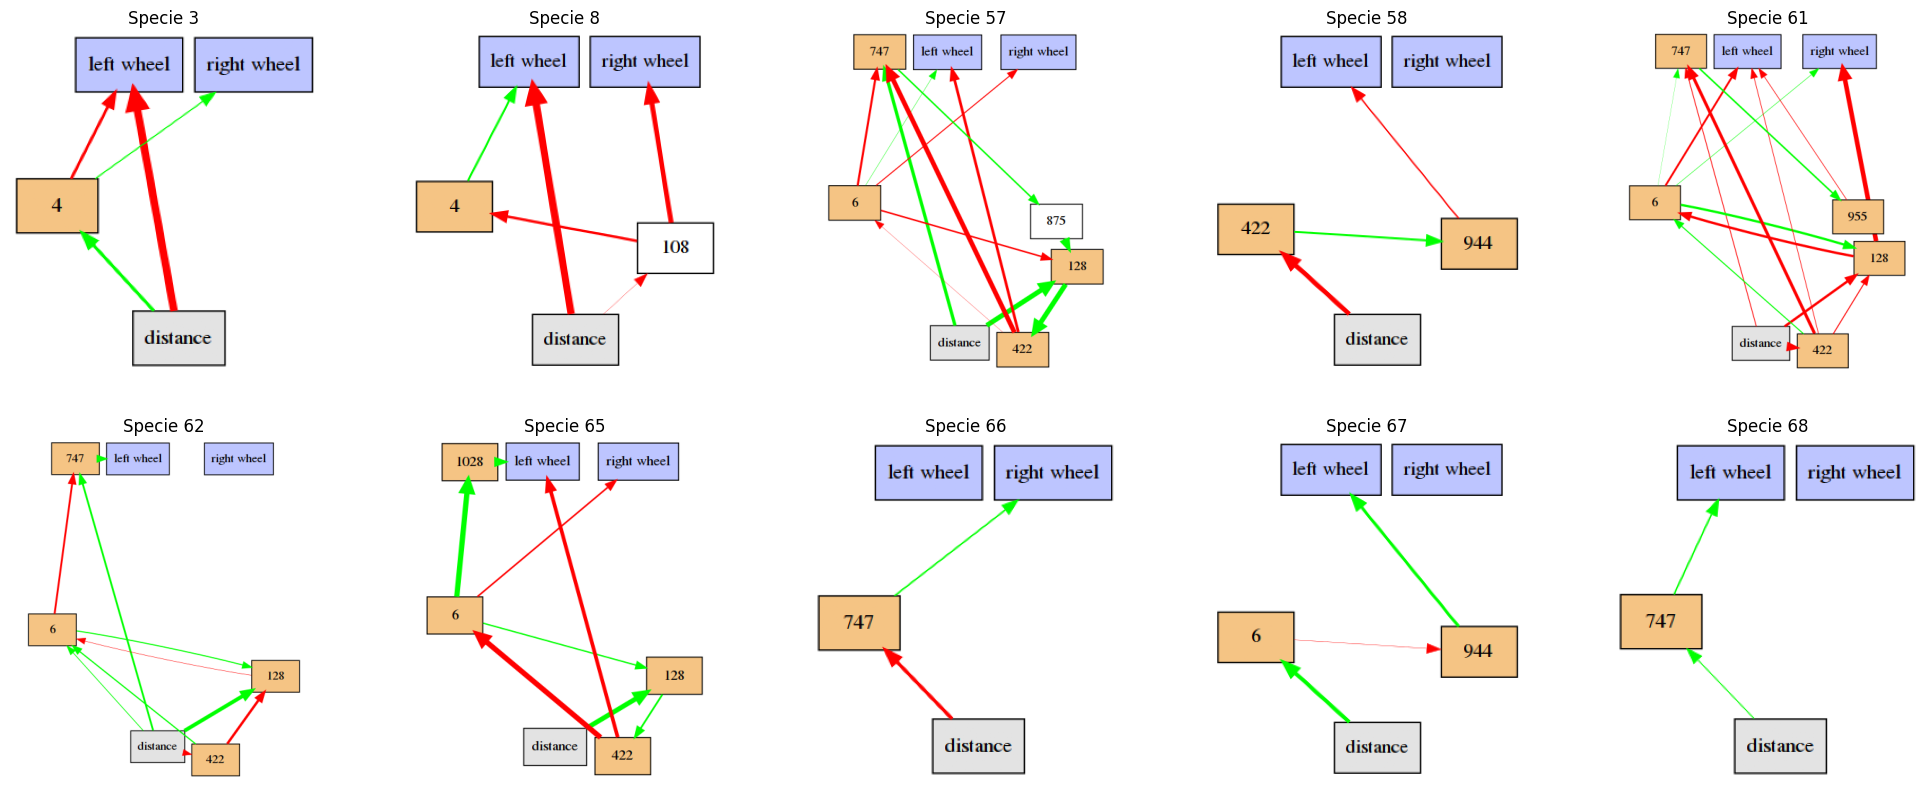 Specie 3
left wheel
right wheel
4
distance
Specie 8
left wheel
right wheel
4
108
distance
Specie 57
747
left wheel
right wheel
6
875
128
distance
422
Specie 58
left wheel
right wheel
422
944
distance
Specie 61
747
left wheel
right wheel
6
955
128
distance
422
Specie 62
747
left wheel
right wheel
6
128
distance
422
Specie 65
1028
left wheel
right wheel
6
128
distance
422
Specie 66
left wheel
right wheel
747
distance
Specie 67
left wheel
right wheel
6
944
distance
Specie 68
left wheel
right wheel
747
distance